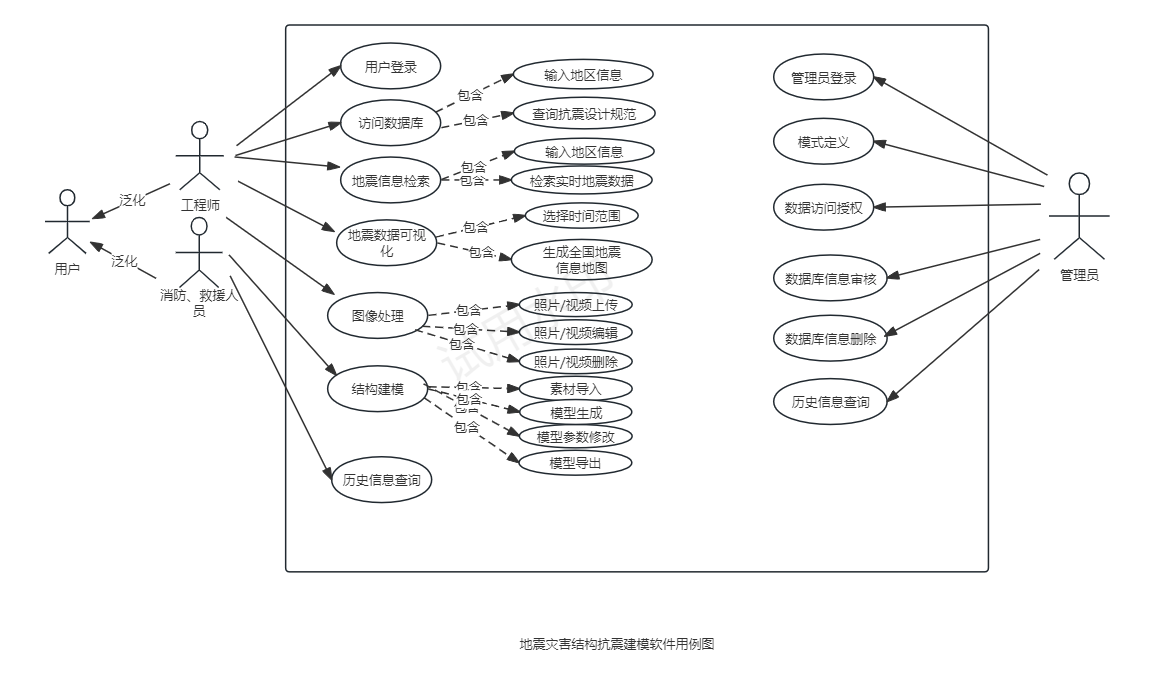 用户登录
访问数据库
地震信息检索
地震数据可视
化
图像处理
结构建模
历史信息查询
包含
包含
包含
包含
包含
包含
包含
包含
包含
包含
包含
包含
包含
输入地区信息
查询抗震设计规范
输入地区信息
检索实时地震数据
选择时间范围
生成全国地震
信息地图
照片/视频上传
照片/视频编辑
照片/视频删除
素材导入
模型生成
模型参数修改
模型导出
管理员登录
模式定义
数据访问授权
数据库信息审核
数据库信息删除
历史信息查询
泛化
泛化
工程师
用户
消防、救援人
员
管理员
试用水印
地震灾害结构抗震建模软件用例图